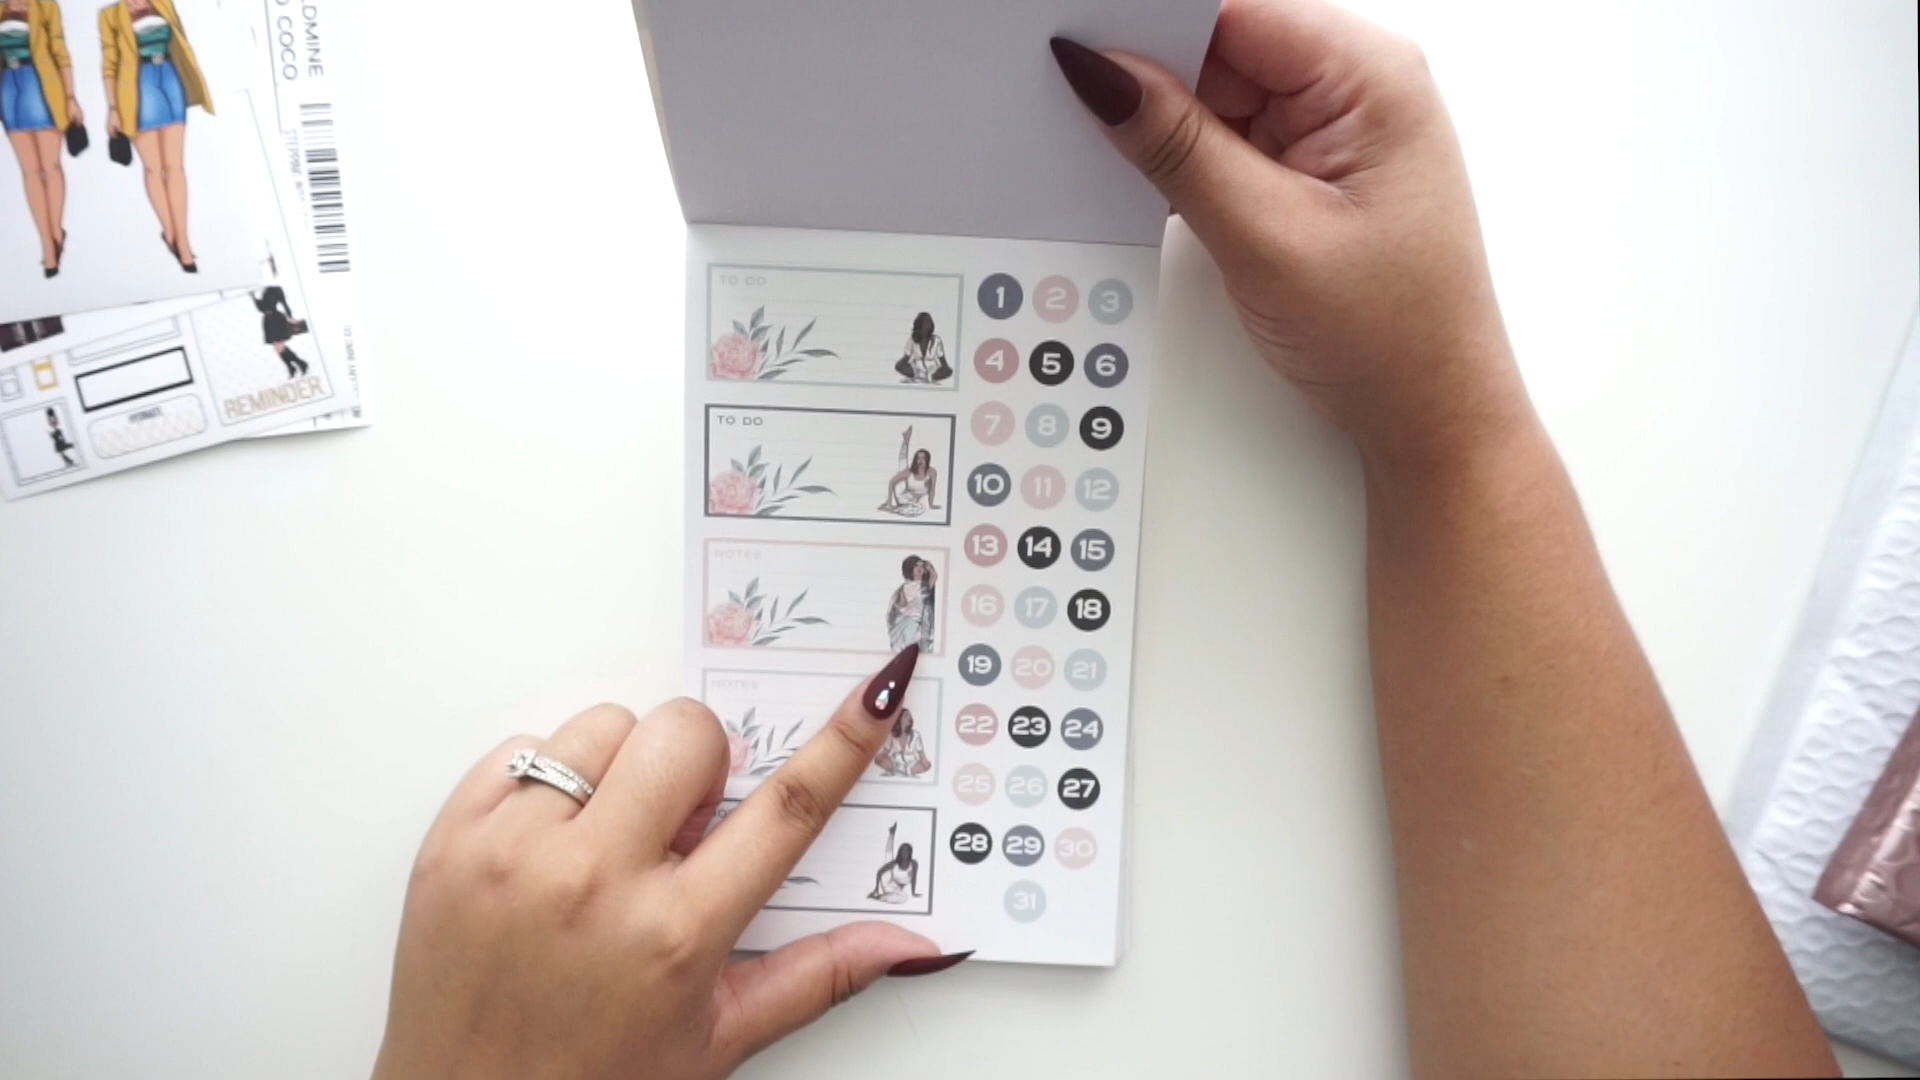 LDMINE
COCO
REMINDER
TO DO
TO DO
NOTES
NOTES
1 2 3
4 5 6
7 8 9
10 11 12
13 14 15
16 17 18
19 20 21
22 23 24
25 26 27
28 29 30
31